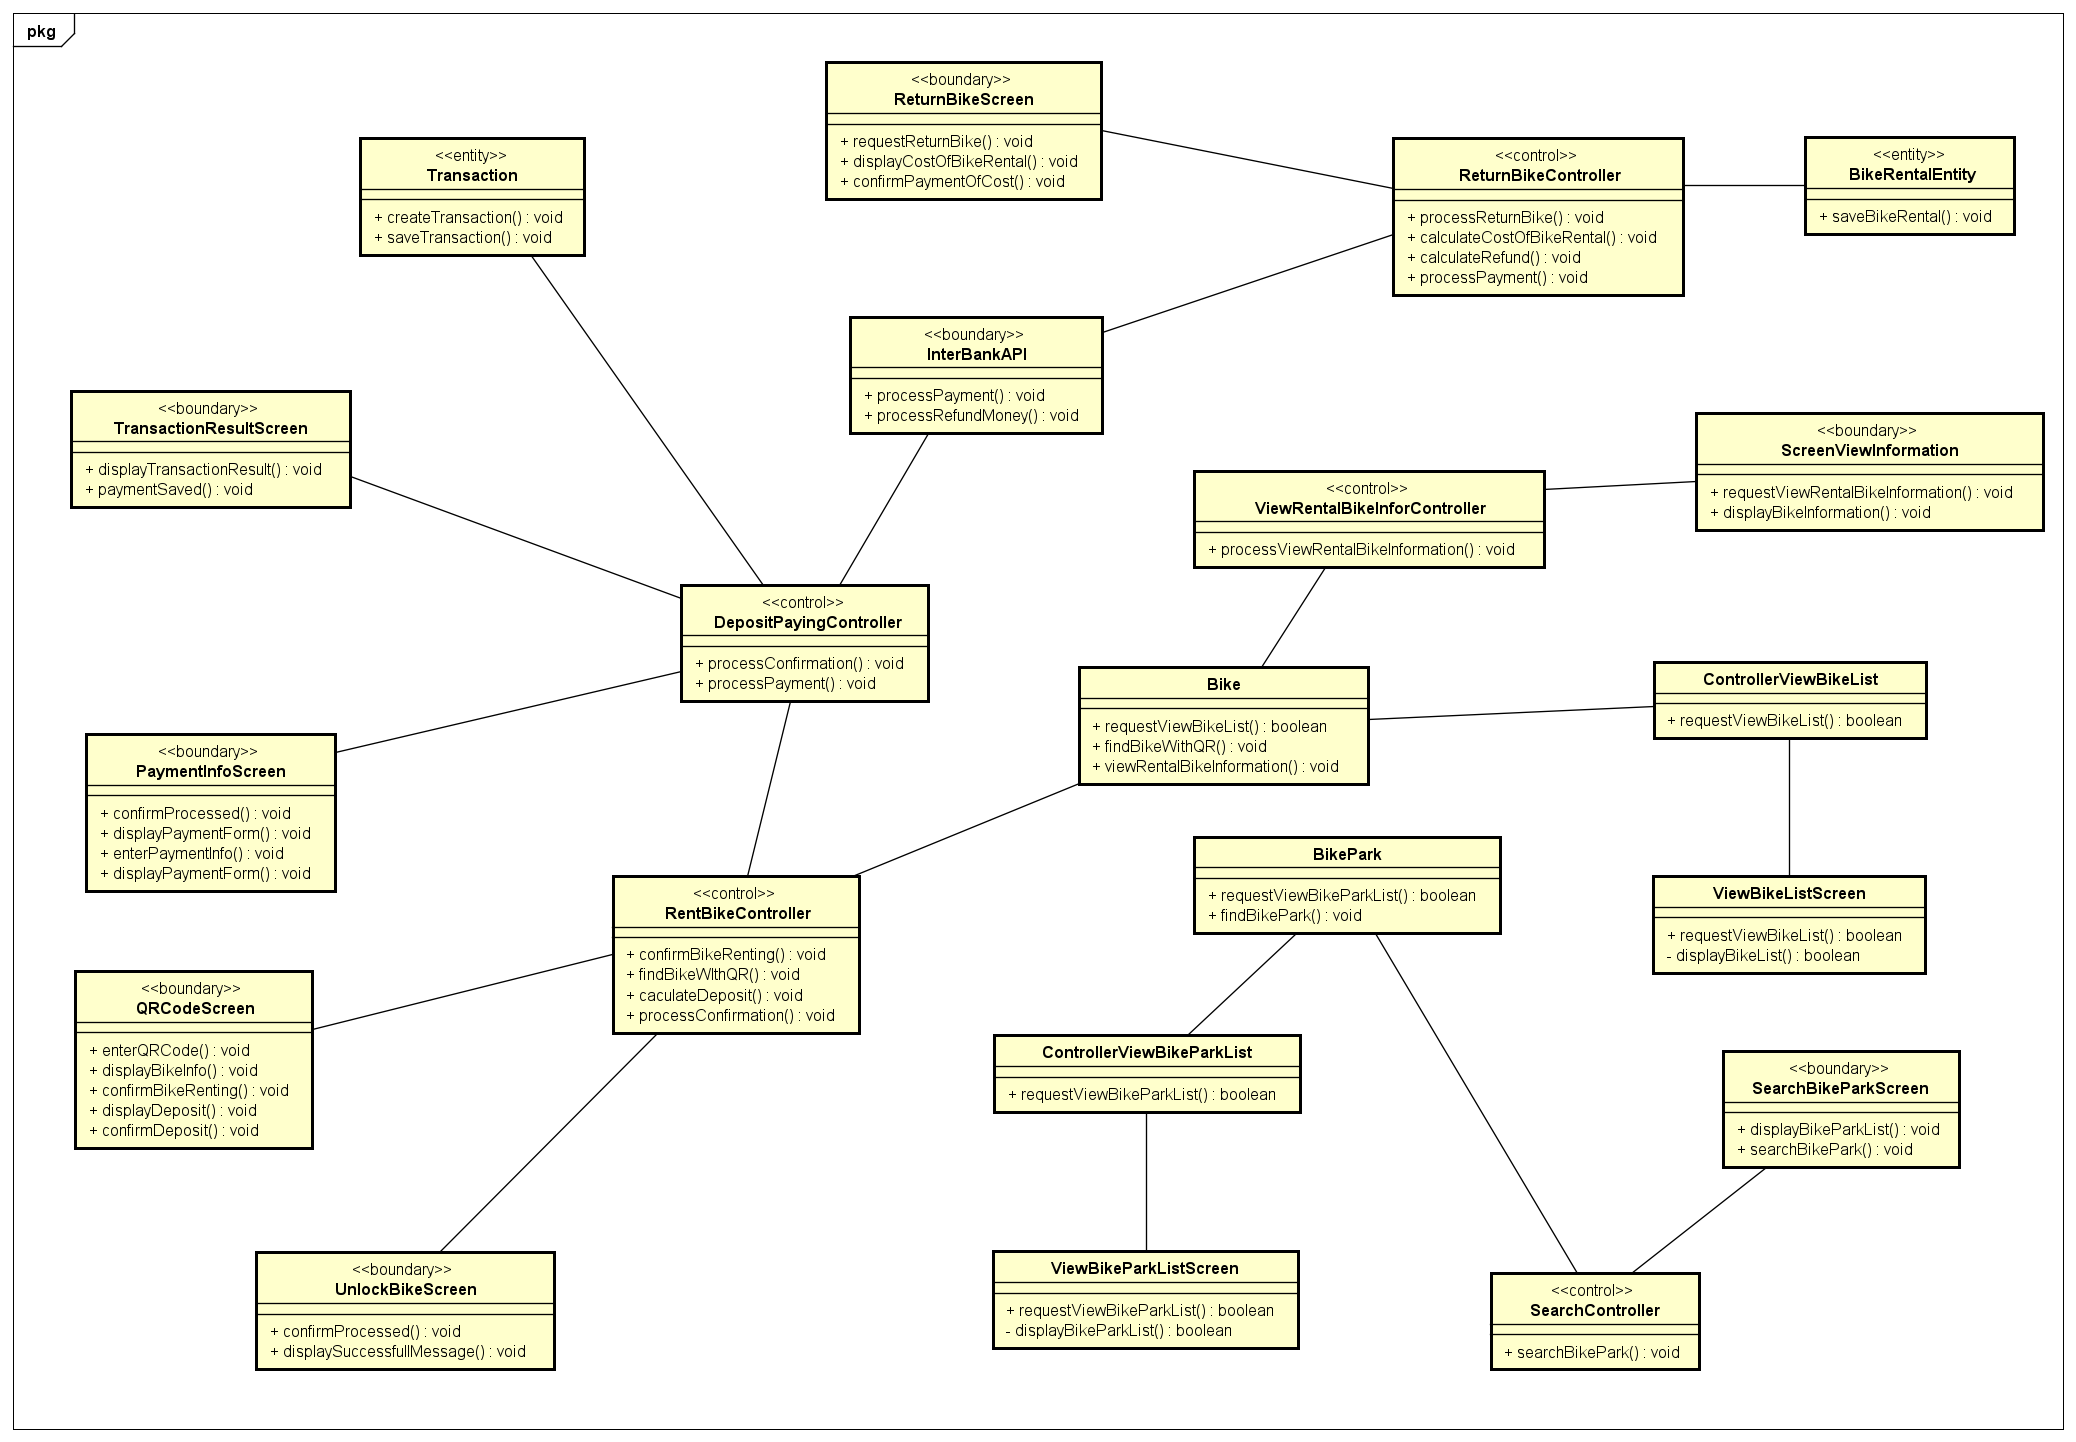 pkg
<<boundary>>
ReturnBikeScreen
+ requestReturnBike() : void
+ displayCostOfBikeRental() : void
+ confirmPaymentOfCost() : void
<<entity>>
Transaction
+ createTransaction() : void
+ saveTransaction() : void
<<control>>
ReturnBikeController
+ processReturnBike() : void
+ calculateCostOfBikeRental() : void
+ calculateRefund() : void
+ processPayment() : void
<<entity>>
BikeRentalEntity
+ saveBikeRental() : void
<<boundary>>
InterBankAPI
+ processPayment() : void
+ processRefundMoney() : void
<<boundary>>
TransactionResultScreen
+ displayTransactionResult() : void
+ paymentSaved() : void
<<control>>
ViewRentalBikeInforController
+ processViewRentalBikeInformation() : void
<<boundary>>
ScreenViewInformation
+ requestViewRentalBikeInformation() : void
+ displayBikeInformation() : void
<<control>>
DepositPayingController
+ processConfirmation() : void
+ processPayment() : void
Bike
+ requestViewBikeList() : boolean
+ findBikeWithQR() : void
+ viewRentalBikeInformation() : void
ControllerViewBikeList
+ requestViewBikeList() : boolean
<<boundary>>
PaymentInfoScreen
+ confirmProcessed() : void
+ displayPaymentForm() : void
+ enterPaymentInfo() : void
+ displayPaymentForm() : void
BikePark
+ requestViewBikeParkList() : boolean
+ findBikePark() : void
<<control>>
RentBikeController
+ confirmBikeRenting() : void
+ findBikeWIthQR() : void
+ caculateDeposit() : void
+ processConfirmation() : void
ViewBikeListScreen
+ requestViewBikeList() : boolean
- displayBikeList() : boolean
<<boundary>>
QRCodeScreen
+ enterQRCode() : void
+ displayBikeInfo() : void
+ confirmBikeRenting() : void
+ displayDeposit() : void
+ confirmDeposit() : void
ControllerViewBikeParkList
+ requestViewBikeParkList() : boolean
<<boundary>>
SearchBikeParkScreen
+ displayBikeParkList() : void
+ searchBikePark() : void
<<boundary>>
UnlockBikeScreen
+ confirmProcessed() : void
+ displaySuccessfullMessage() : void
ViewBikeParkListScreen
+ requestViewBikeParkList() : boolean
- displayBikeParkList() : boolean
<<control>>
SearchController
+ searchBikePark() : void